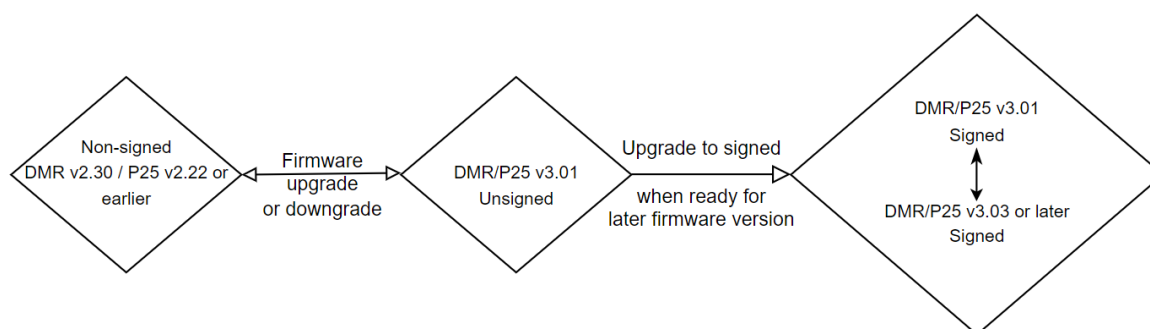 Non-signed
DMR v2.30 / P25 v2.22 or
earlier
Firmware
upgrade
or downgrade
DMR/P25 v3.01
Unsigned
Upgrade to signed
when ready for
later firmware version
DMR/P25 v3.01
Signed
DMR/P25 v3.03 or later
Signed